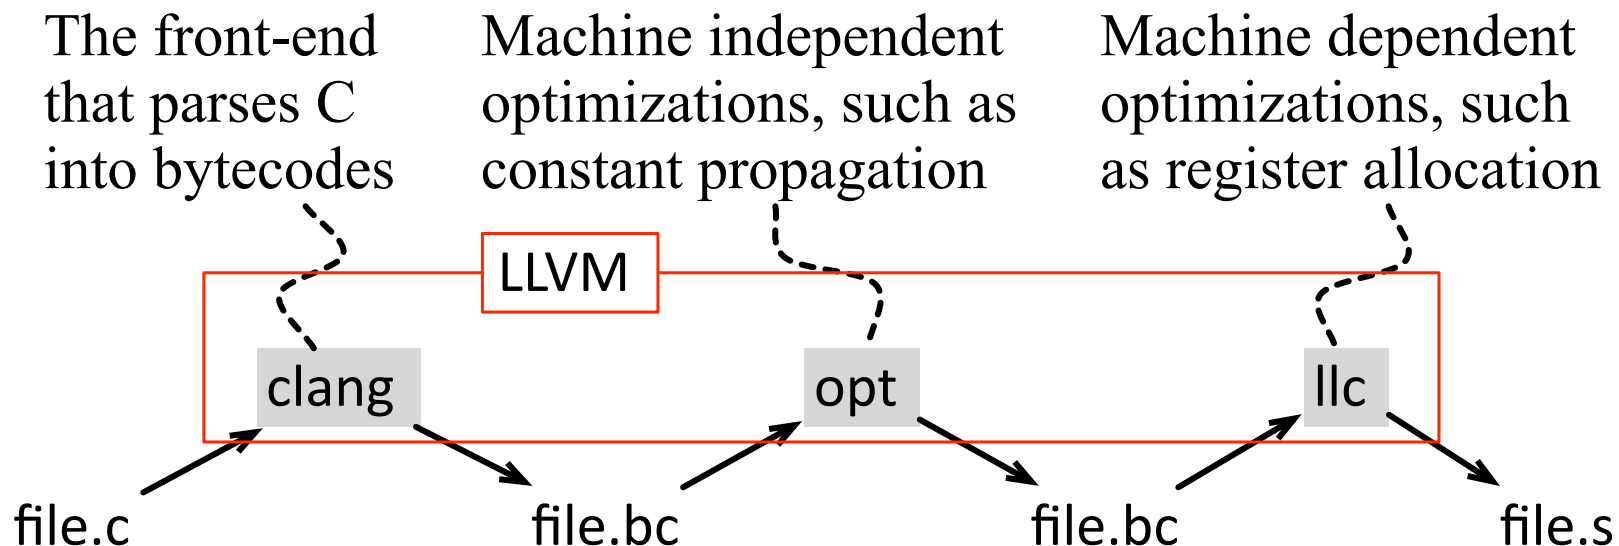 The front-end
that parses C
into bytecodes
Machine independent
optimizations, such as
constant propagation
Machine dependent
optimizations, such
as register allocation
LLVM
clang
opt
llc
file.c
file.bc
file.bc
file.s